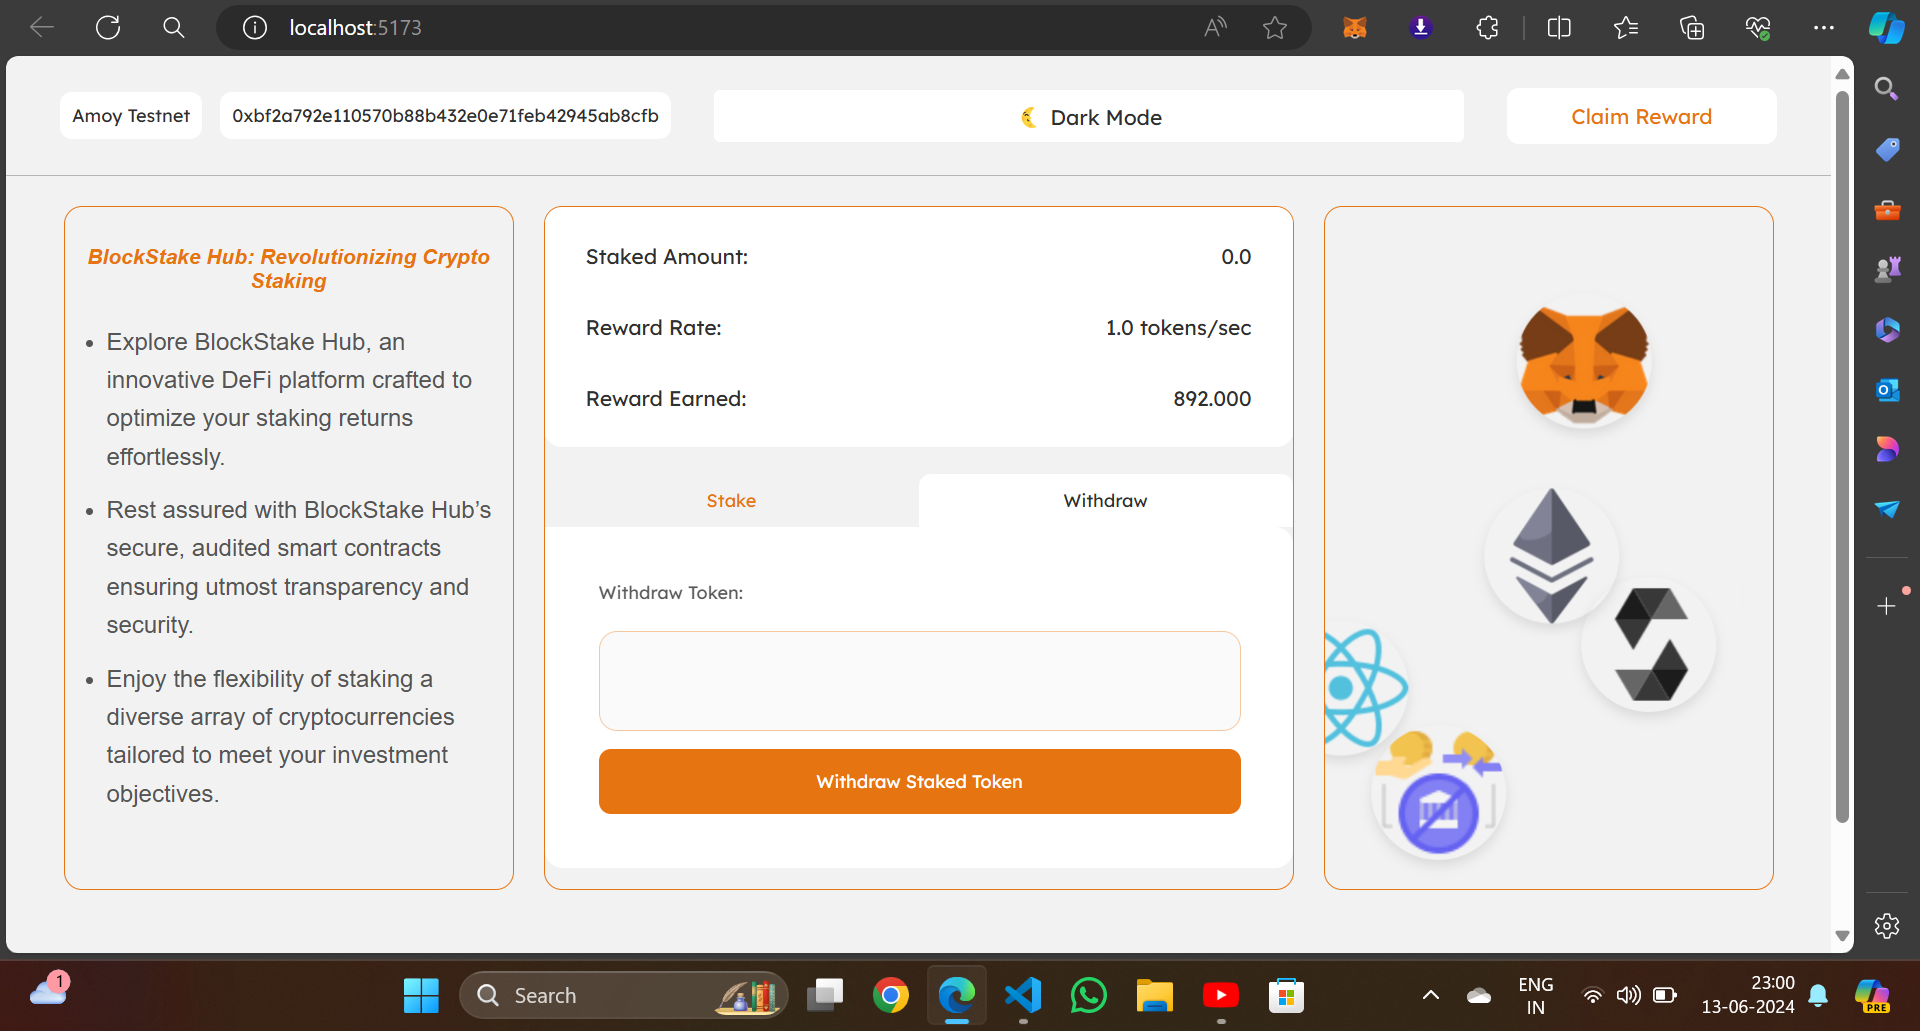 localhost:5173
Amoy Testnet
0xbf2a792e110570b88b432e0e71feb42945ab8cfb
Dark Mode
Claim Reward
BlockStake Hub: Revolutionizing Crypto
Staking
• Explore BlockStake Hub, an
innovative DeFi platform crafted to
optimize your staking returns
effortlessly.
• Rest assured with BlockStake Hub’s
secure, audited smart contracts
ensuring utmost transparency and
security.
• Enjoy the flexibility of staking a
diverse array of cryptocurrencies
tailored to meet your investment
objectives.
Staked Amount: 0.0
Reward Rate: 1.0 tokens/sec
Reward Earned: 892.000
Stake
Withdraw
Withdraw Token:
Withdraw Staked Token
1
Search
ENG
IN
23:00
13-06-2024
PRE